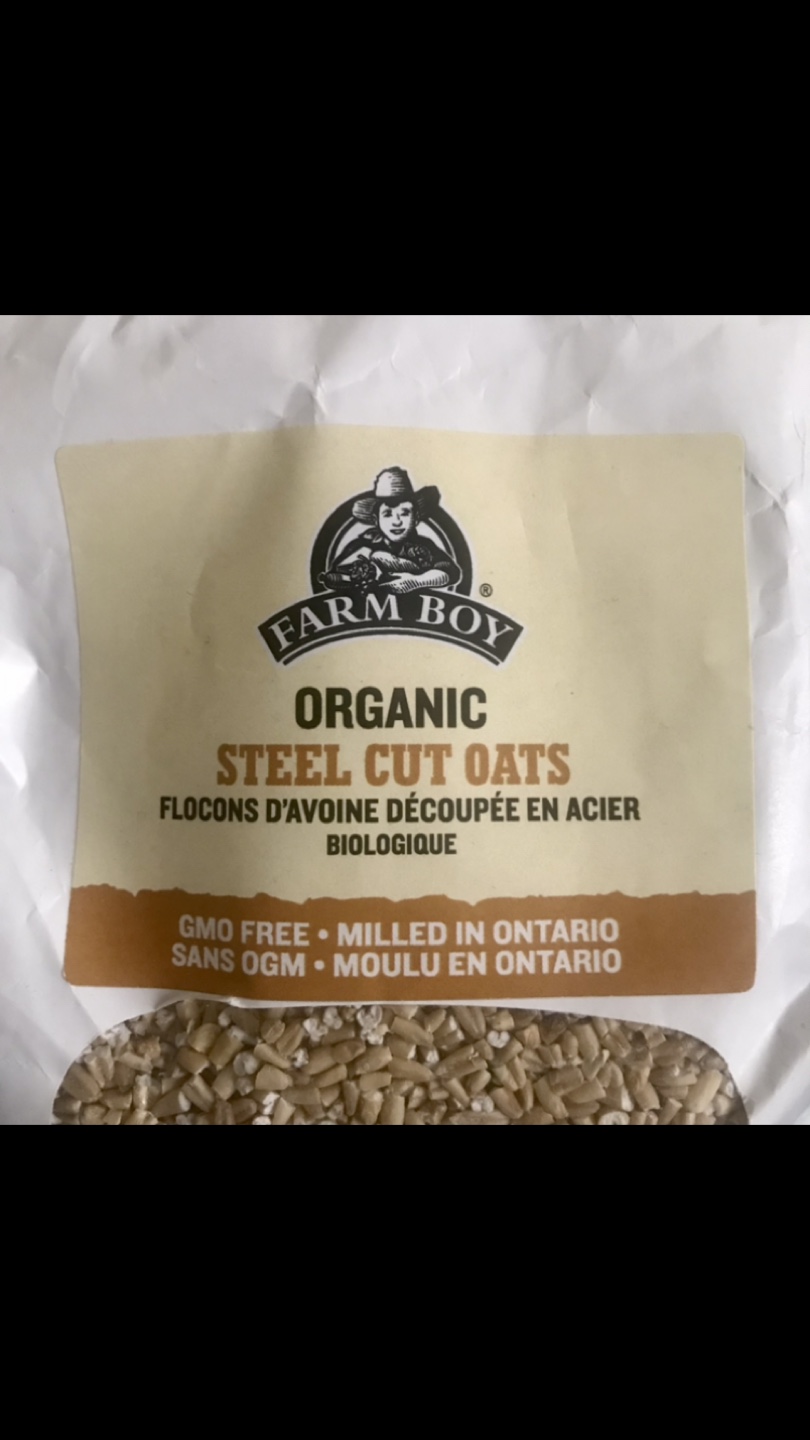 FARM BOY
®
ORGANIC
STEEL CUT OATS
FLOCONS D'AVOINE DÉCOUPÉE EN ACIER
BIOLOGIQUE
GMO FREE • MILLED IN ONTARIO
SANS OGM • MOULU EN ONTARIO